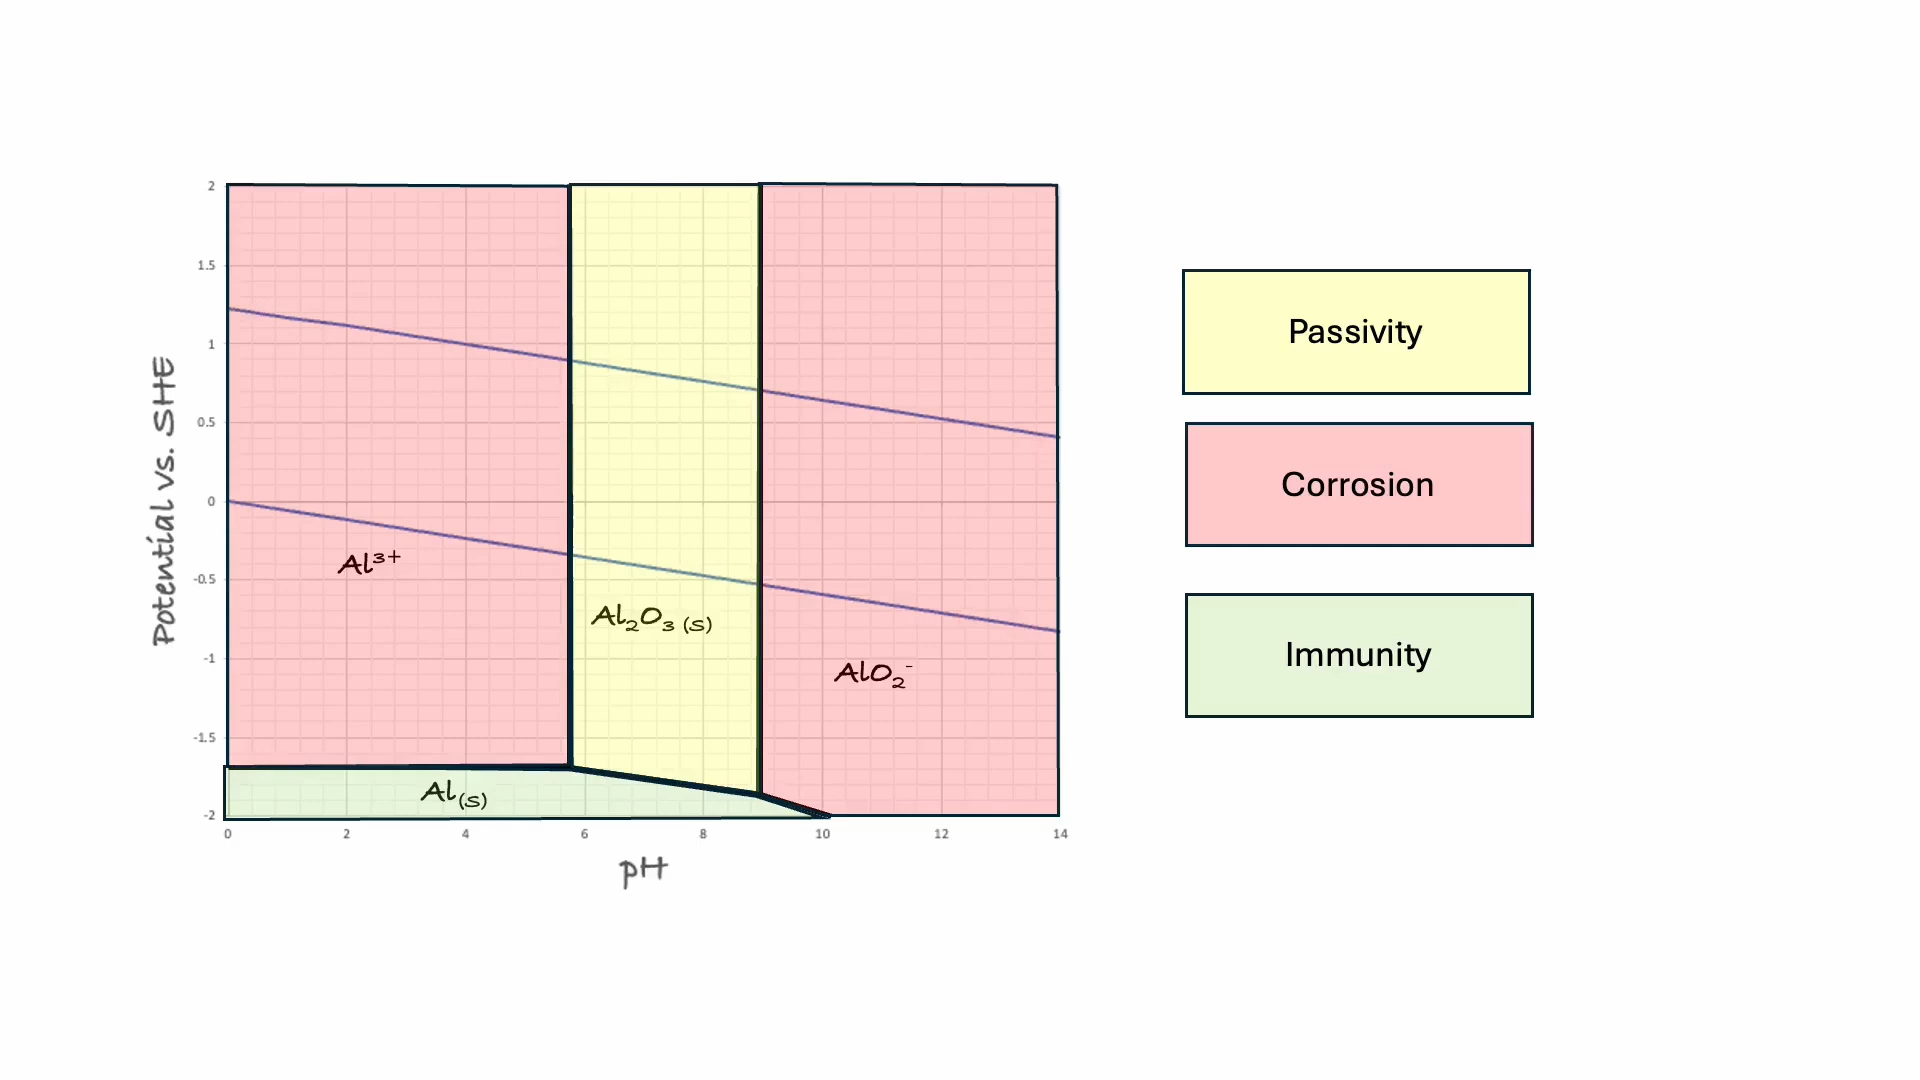 2
1.5
1
0.5
0
-0.5
-1
-1.5
-2
0 2 4 6 8 10 12 14
Potential vs. SHE
pH
Al³⁺
Al₂O₃ (s)
AlO₂⁻
Al(s)
Passivity
Corrosion
Immunity